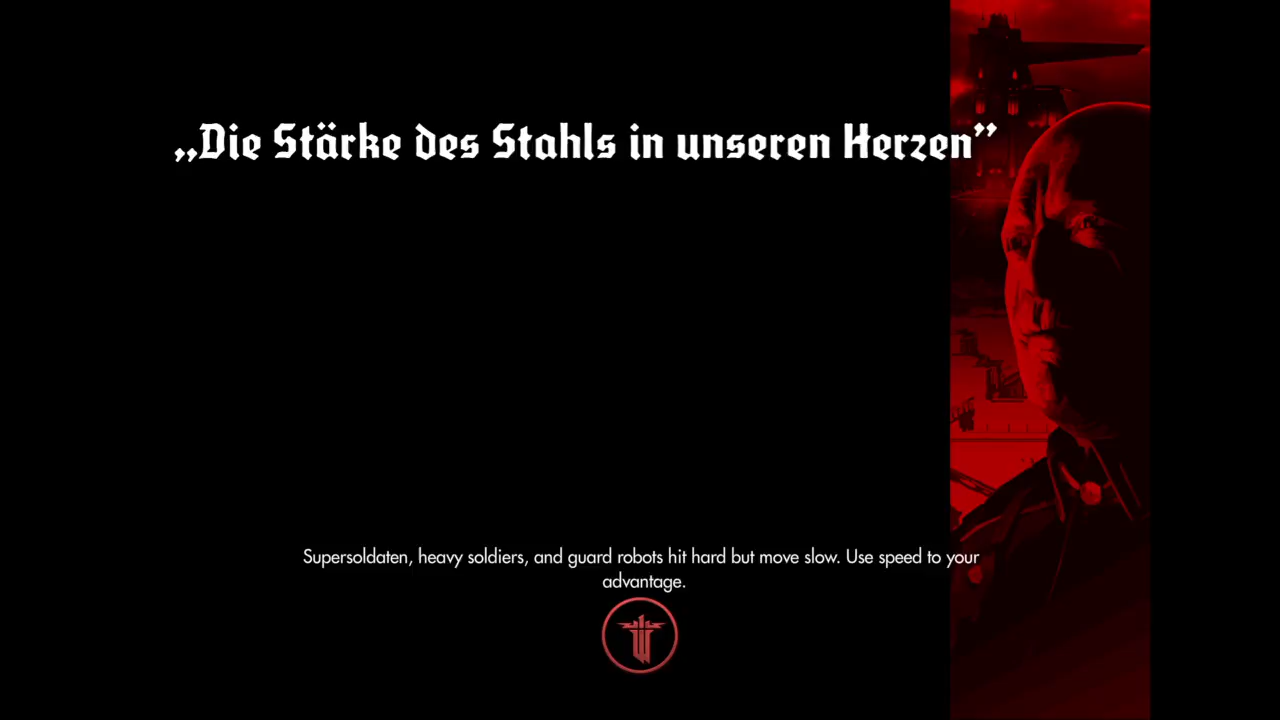 „Die Stärke des Stahls in unseren Herzen”
Supersoldaten, heavy soldiers, and guard robots hit hard but move slow. Use speed to your
advantage.